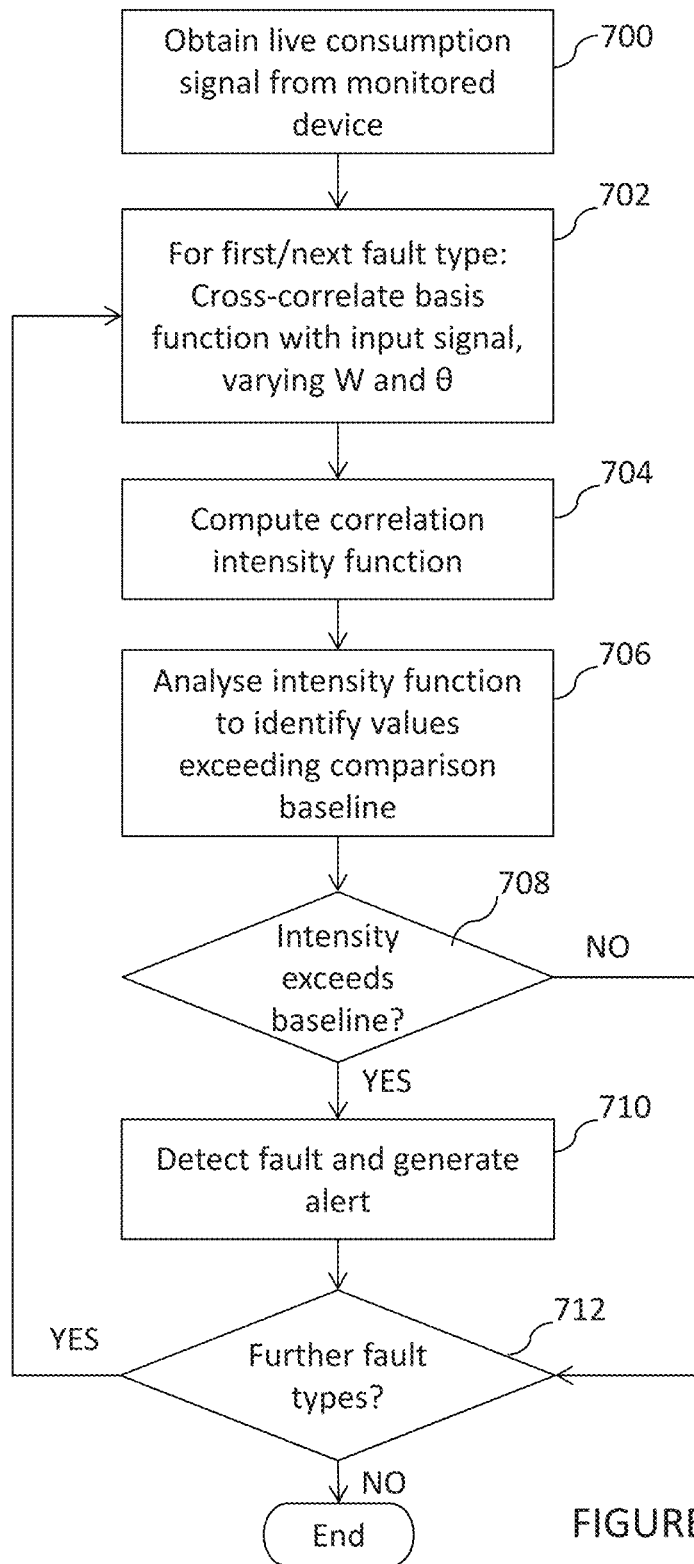 Obtain live consumption
signal from monitored
device
700
702
For first/next fault type:
Cross-correlate basis
function with input signal,
varying W and θ
704
Compute correlation
intensity function
706
Analyse intensity function
to identify values
exceeding comparison
baseline
708
Intensity
exceeds
baseline?
NO
YES
710
Detect fault and generate
alert
712
YES
Further fault
types?
NO
End
FIGURE